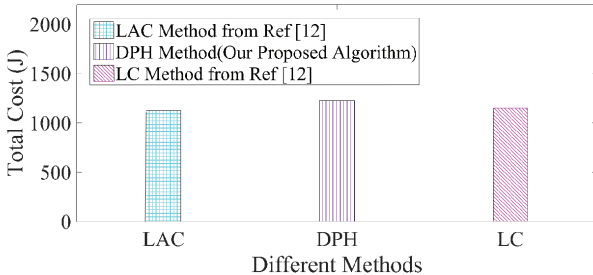 2000
1500
1000
500
0
Total Cost (J)
LAC Method from Ref [12]
DPH Method(Our Proposed Algorithm)
LC Method from Ref [12]
LAC
DPH
LC
Different Methods